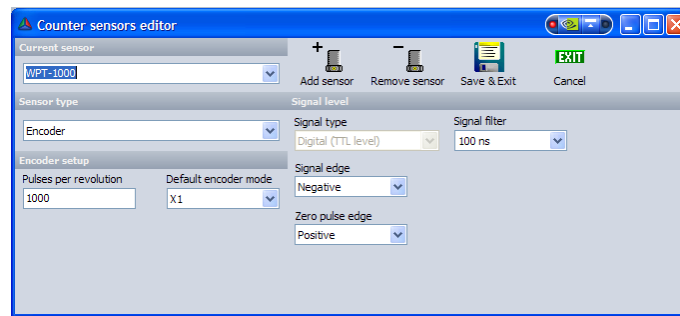 Counter sensors editor
Current sensor
WPT-1000
+ - EXIT
Add sensor Remove sensor Save & Exit Cancel
Sensor type
Encoder
Signal level
Signal type Signal filter
Digital (TTL level) 100 ns
Encoder setup
Pulses per revolution Default encoder mode
1000 X1
Signal edge
Negative
Zero pulse edge
Positive